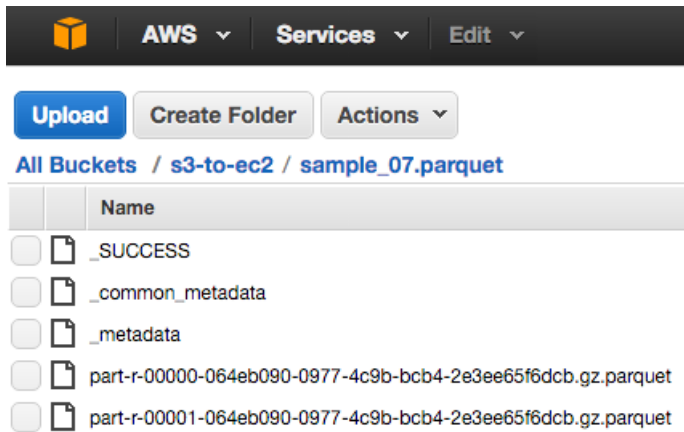 AWS Services Edit
Upload Create Folder Actions
All Buckets / s3-to-ec2 / sample_07.parquet
Name
_SUCCESS
_common_metadata
_metadata
part-r-00000-064eb090-0977-4c9b-bcb4-2e3ee65f6dcb.gz.parquet
part-r-00001-064eb090-0977-4c9b-bcb4-2e3ee65f6dcb.gz.parquet